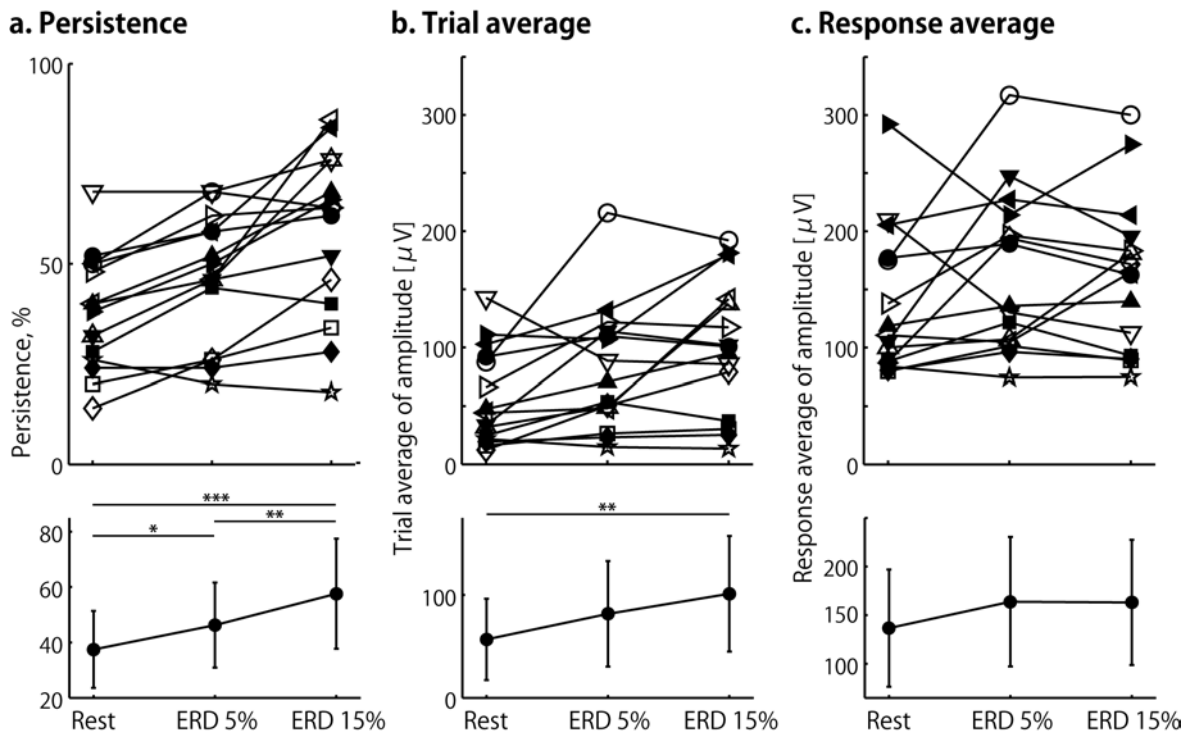 a. Persistence
b. Trial average
c. Response average
Persistence, %
100
50
0
***
*
**
80
60
40
20
Rest
ERD 5%
ERD 15%
Trial average of amplitude [μV]
300
200
100
0
**
100
0
Rest
ERD 5%
ERD 15%
Response average of amplitude [μV]
300
200
100
0
200
150
100
Rest
ERD 5%
ERD 15%